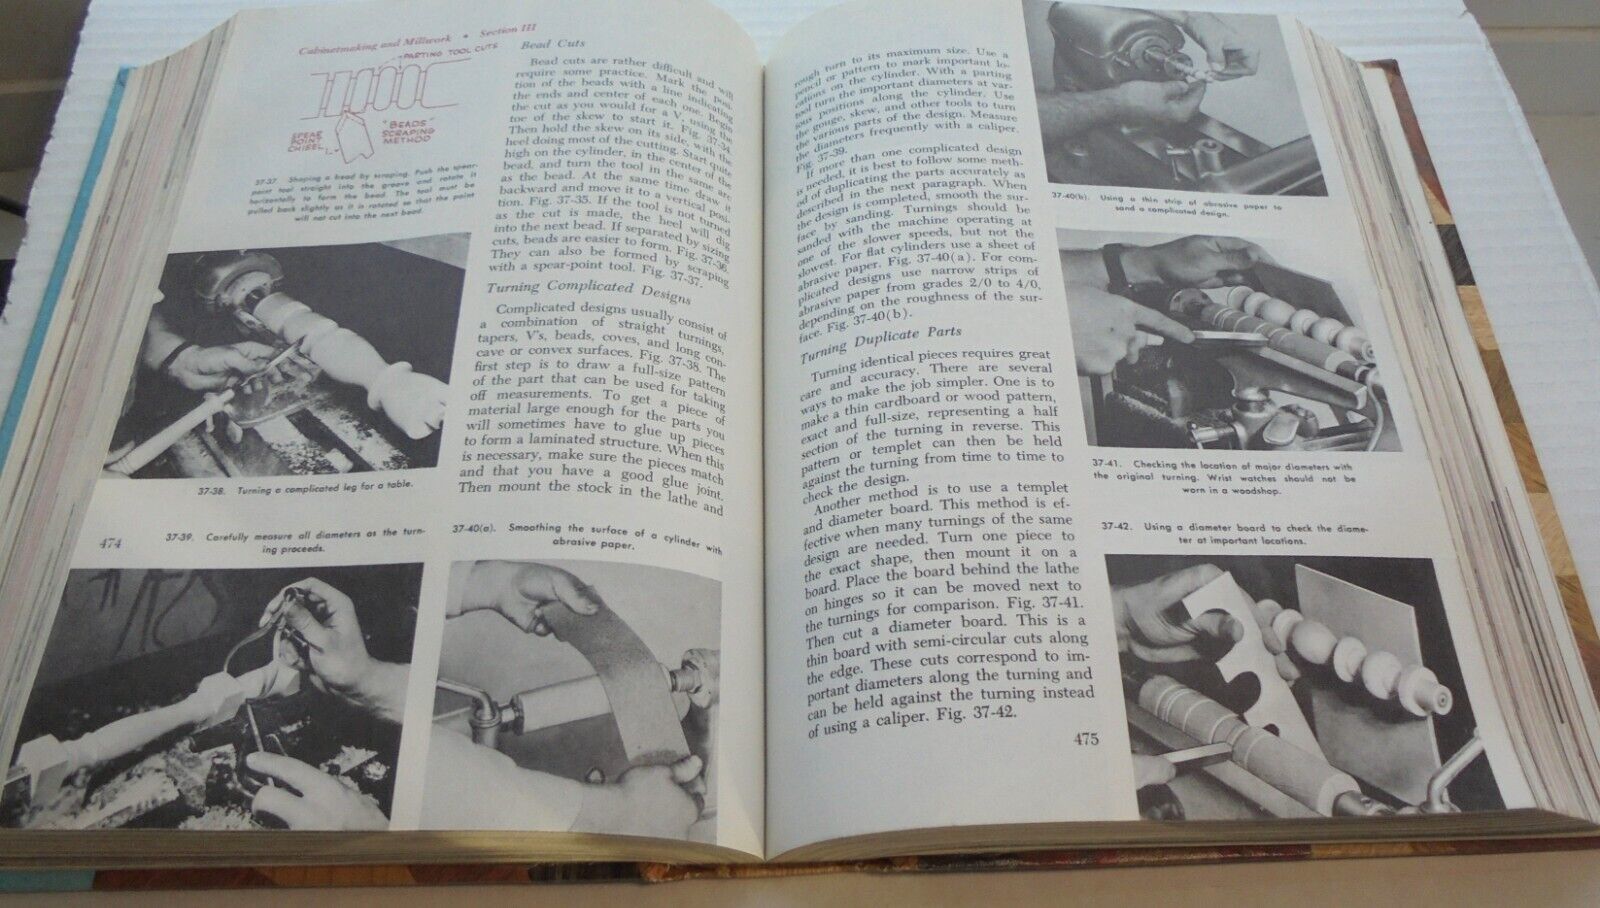 Cabinetmaking and Millwork • Section III
PARTING TOOL CUTS
SPEAR
POINT
CHISEL
"BEADS"
SCRAPING
METHOD
37-37. Shaping a bead by scraping. Push the spear-
point tool straight into the groove and rotate it
horizontally to form the bead. The tool must be
pulled back slightly as it is rotated so that the point
will not cut into the next bead.
37-38. Turning a complicated leg for a table.
474
37-39. Carefully measure all diameters as the turn-
ing proceeds.
Bead Cuts
Bead cuts are rather difficult and will
require some practice. Mark the posi-
tion of the beads with a line indicating
the ends and center of each one. Begin
the cut as you would for a V, using the
toe of the skew to start it. Fig. 37-34.
Then hold the skew on its side, with the
heel doing most of the cutting. Start quite
high on the cylinder, in the center of the
bead, and turn the tool in the same arc
as the bead. At the same time draw it
backward and move it to a vertical posi-
tion. Fig. 37-35. If the tool is not turned
as the cut is made, the heel will dig
into the next bead. If separated by sizing
cuts, beads are easier to form. Fig. 37-36.
They can also be formed by scraping
with a spear-point tool. Fig. 37-37.
Turning Complicated Designs
Complicated designs usually consist of
a combination of straight turnings,
tapers, V's, beads, coves, and long con-
cave or convex surfaces. Fig. 37-38. The
first step is to draw a full-size pattern
of the part that can be used for taking
off measurements. To get a piece of
material large enough for the parts you
will sometimes have to glue up pieces
to form a laminated structure. When this
is necessary, make sure the pieces match
and that you have a good glue joint.
Then mount the stock in the lathe and
37-40(a). Smoothing the surface of a cylinder with
abrasive paper.
rough turn to its maximum size. Use a
pencil or pattern to mark important lo-
cations on the cylinder. With a parting
tool turn the important diameters at var-
ious positions along the cylinder. Use
the gouge, skew, and other tools to turn
the various parts of the design. Measure
the diameters frequently with a caliper.
Fig. 37-39.
If more than one complicated design
is needed, it is best to follow some meth-
od of duplicating the parts accurately as
described in the next paragraph. When
the design is completed, smooth the sur-
face by sanding. Turnings should be
sanded with the machine operating at
one of the slower speeds, but not the
slowest. For flat cylinders use a sheet of
abrasive paper. Fig. 37-40(a). For com-
plicated designs use narrow strips of
abrasive paper from grades 2/0 to 4/0,
depending on the roughness of the sur-
face. Fig. 37-40(b).
Turning Duplicate Parts
Turning identical pieces requires great
care and accuracy. There are several
ways to make the job simpler. One is to
make a thin cardboard or wood pattern,
exact and full-size, representing a half
section of the turning in reverse. This
pattern or templet can then be held
against the turning from time to time to
check the design.
Another method is to use a templet
and diameter board. This method is ef-
fective when many turnings of the same
design are needed. Turn one piece to
the exact shape, then mount it on a
board. Place the board behind the lathe
on hinges so it can be moved next to
the turnings for comparison. Fig. 37-41.
Then cut a diameter board. This is a
thin board with semi-circular cuts along
the edge. These cuts correspond to im-
portant diameters along the turning and
can be held against the turning instead
of using a caliper. Fig. 37-42.
475
37-40(b). Using a thin strip of abrasive paper to
sand a complicated design.
37-41. Checking the location of major diameters with
the original turning. Wrist watches should not be
worn in a woodshop.
37-42. Using a diameter board to check the diame-
ter at important locations.